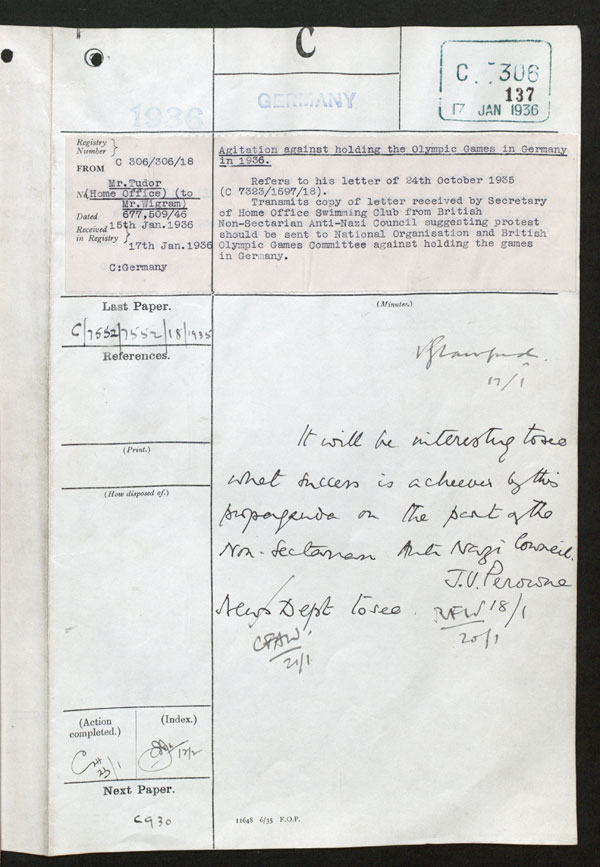 C
C 306
137
17 JAN 1936
1936
GERMANY
Registry Number
C 306/306/18
FROM
Mr.Tudor
No.
(Home Office) (to
Mr.Wigram)
677,509/46
Dated
15th Jan.1936
Received in Registry
17th Jan.1936
C:Germany
Agitation against holding the Olympic Games in Germany
in 1936.
Refers to his letter of 24th October 1935
(C 7323/1597/18).
Transmits copy of letter received by Secretary
of Home Office Swimming Club from British
Non-Sectarian Anti-Nazi Council suggesting protest
should be sent to National Organisation and British
Olympic Games Committee against holding the games
in Germany.
Last Paper.
C/7552/7552/18/1935
References.
(Print.)
(How disposed of.)
(Action completed.)
23/1
(Index.)
12/2
Next Paper.
C930
(Minutes.)
17/1
It will be interesting to see
what success is achieved by this
propaganda on the part of the
Non-Sectarian Anti Nazi Council.
J.V. Perowne
18/1
News Dept to see.
RFW
20/1
21/1
11648 6/35 F.O.P.